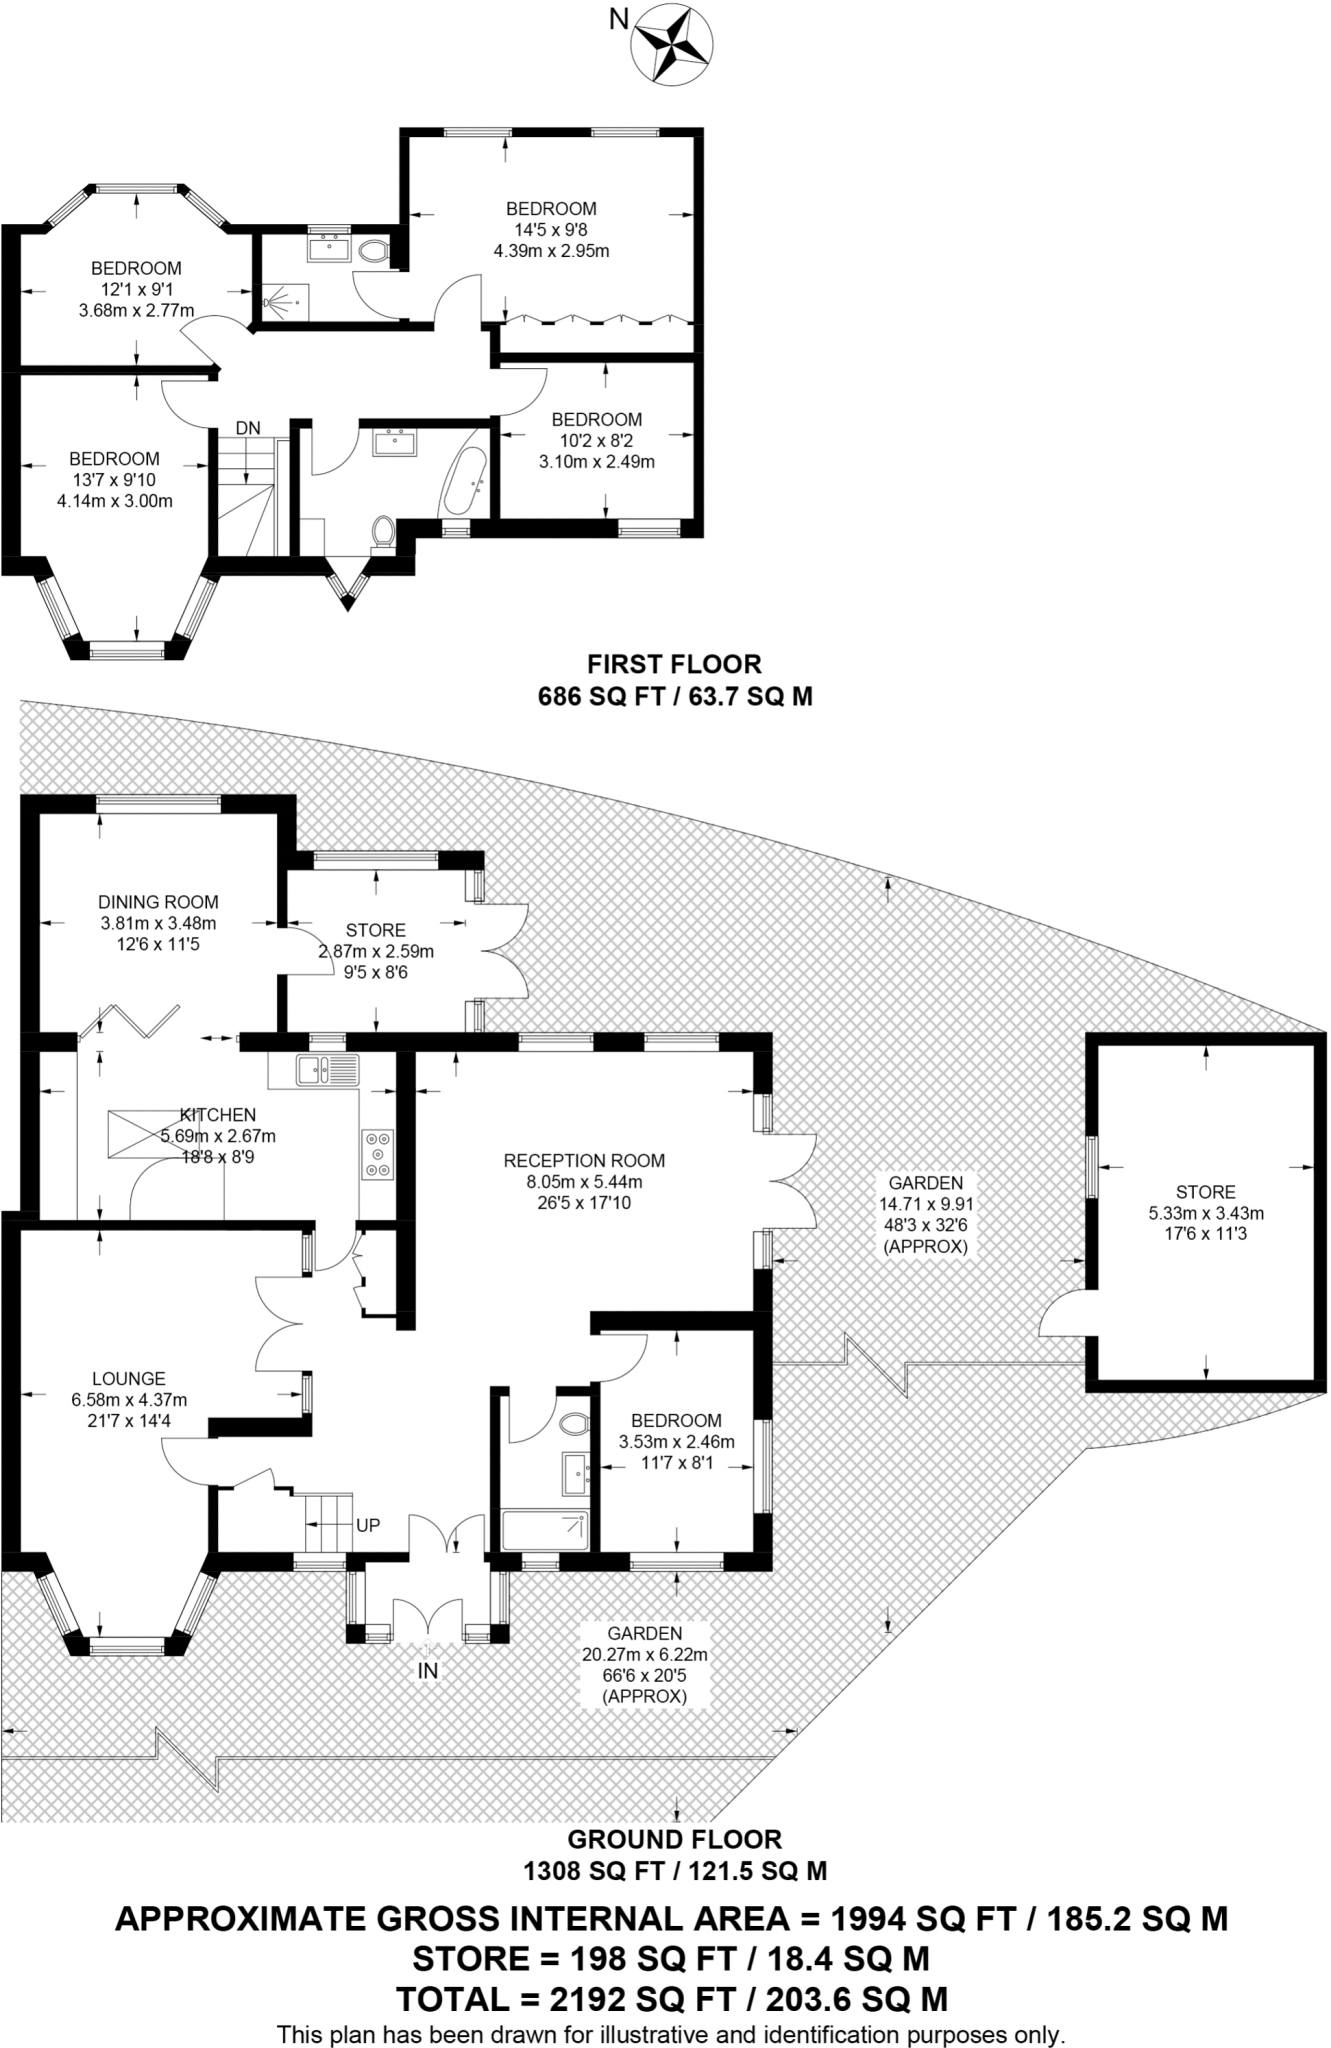 N
BEDROOM
14'5 x 9'8
4.39m x 2.95m
BEDROOM
12'1 x 9'1
3.68m x 2.77m
BEDROOM
10'2 x 8'2
3.10m x 2.49m
DN
BEDROOM
13'7 x 9'10
4.14m x 3.00m
FIRST FLOOR
686 SQ FT / 63.7 SQ M
DINING ROOM
3.81m x 3.48m
12'6 x 11'5
STORE
2.87m x 2.59m
9'5 x 8'6
KITCHEN
5.69m x 2.67m
18'8 x 8'9
RECEPTION ROOM
8.05m x 5.44m
26'5 x 17'10
GARDEN
14.71 x 9.91
48'3 x 32'6
(APPROX)
STORE
5.33m x 3.43m
17'6 x 11'3
LOUNGE
6.58m x 4.37m
21'7 x 14'4
BEDROOM
3.53m x 2.46m
11'7 x 8'1
UP
IN
GARDEN
20.27m x 6.22m
66'6 x 20'5
(APPROX)
GROUND FLOOR
1308 SQ FT / 121.5 SQ M
APPROXIMATE GROSS INTERNAL AREA = 1994 SQ FT / 185.2 SQ M
STORE = 198 SQ FT / 18.4 SQ M
TOTAL = 2192 SQ FT / 203.6 SQ M
This plan has been drawn for illustrative and identification purposes only.